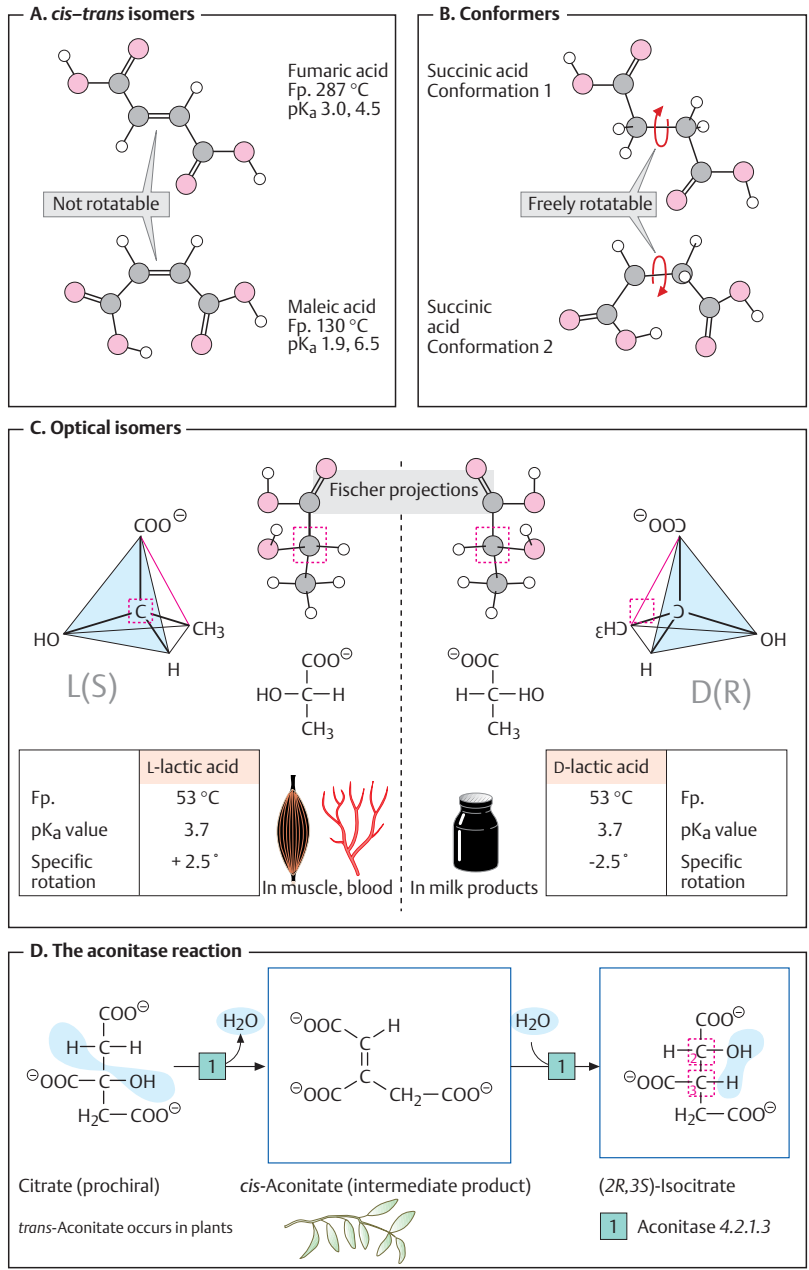 A. cis–trans isomers
Fumaric acid
Fp. 287 °C
pKa 3.0, 4.5
Not rotatable
Maleic acid
Fp. 130 °C
pKa 1.9, 6.5
B. Conformers
Succinic acid
Conformation 1
Freely rotatable
Succinic
acid
Conformation 2
C. Optical isomers
Fischer projections
COO⊖
C
HO
CH3
H
L(S)
COO⊖
HO–C–H
CH3
⊖OOC
H–C–HO
CH3
COO⊖
C
CH3
OH
H
D(R)
L-lactic acid
Fp. 53 °C
pKa value 3.7
Specific + 2.5°
rotation
In muscle, blood
In milk products
D-lactic acid
53 °C Fp.
3.7 pKa value
-2.5° Specific
rotation
D. The aconitase reaction
COO⊖
H–C–H
⊖OOC–C–OH
H2C–COO⊖
H2O
1
⊖OOC H
C
⊖OOC C
CH2–COO⊖
H2O
1
COO⊖
H–C–OH
2
⊖OOC–C–H
3
H2C–COO⊖
Citrate (prochiral)
cis-Aconitate (intermediate product)
(2R,3S)-Isocitrate
trans-Aconitate occurs in plants
1 Aconitase 4.2.1.3